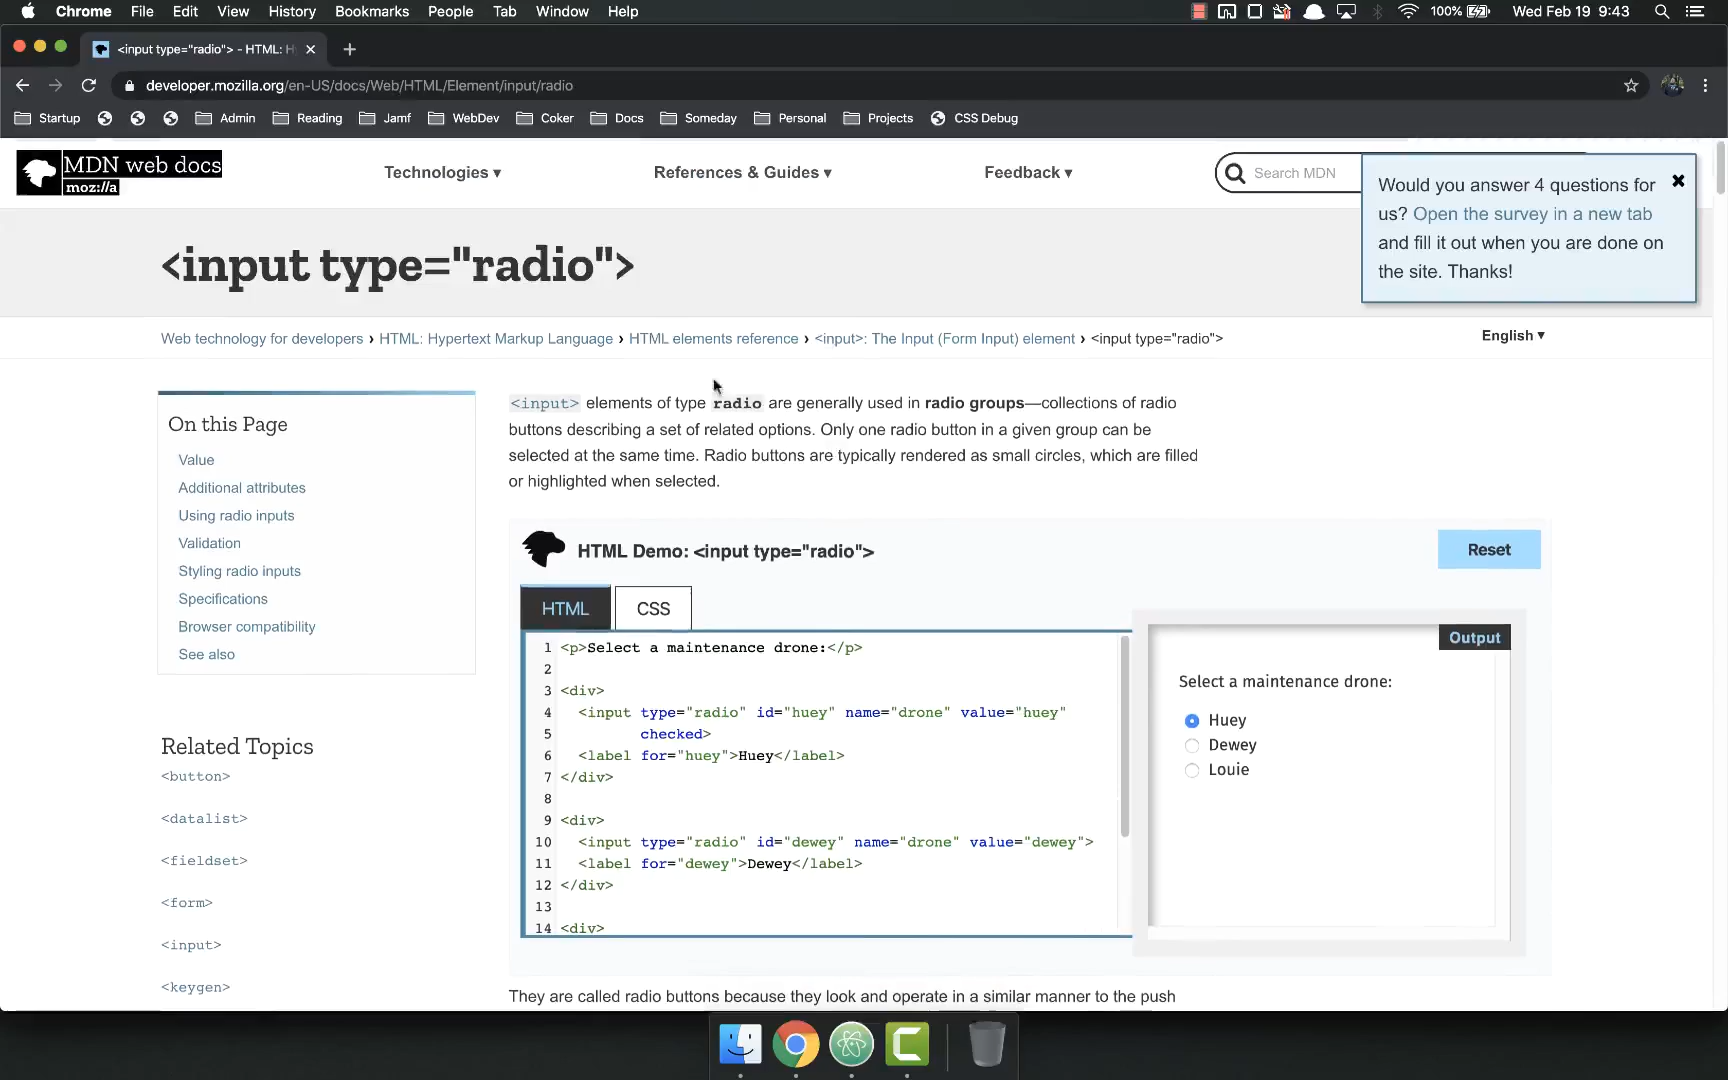 Chrome File Edit View History Bookmarks People Tab Window Help 100% Wed Feb 19 9:43
<input type="radio"> - HTML: H
developer.mozilla.org/en-US/docs/Web/HTML/Element/input/radio
Startup Admin Reading Jamf WebDev Coker Docs Someday Personal Projects CSS Debug
MDN web docs
moz://a
Technologies ▾ References & Guides ▾ Feedback ▾ Search MDN
Would you answer 4 questions for
us? Open the survey in a new tab
and fill it out when you are done on
the site. Thanks!
<input type="radio">
Web technology for developers › HTML: Hypertext Markup Language › HTML elements reference › <input>: The Input (Form Input) element › <input type="radio">
English ▾
On this Page
Value
Additional attributes
Using radio inputs
Validation
Styling radio inputs
Specifications
Browser compatibility
See also
Related Topics
<button>
<datalist>
<fieldset>
<form>
<input>
<keygen>
<input> elements of type radio are generally used in radio groups—collections of radio
buttons describing a set of related options. Only one radio button in a given group can be
selected at the same time. Radio buttons are typically rendered as small circles, which are filled
or highlighted when selected.
HTML Demo: <input type="radio">
Reset
HTML CSS
1 <p>Select a maintenance drone:</p>
2
3 <div>
4 <input type="radio" id="huey" name="drone" value="huey"
5 checked>
6 <label for="huey">Huey</label>
7 </div>
8
9 <div>
10 <input type="radio" id="dewey" name="drone" value="dewey">
11 <label for="dewey">Dewey</label>
12 </div>
13
14 <div>
Output
Select a maintenance drone:
Huey
Dewey
Louie
They are called radio buttons because they look and operate in a similar manner to the push